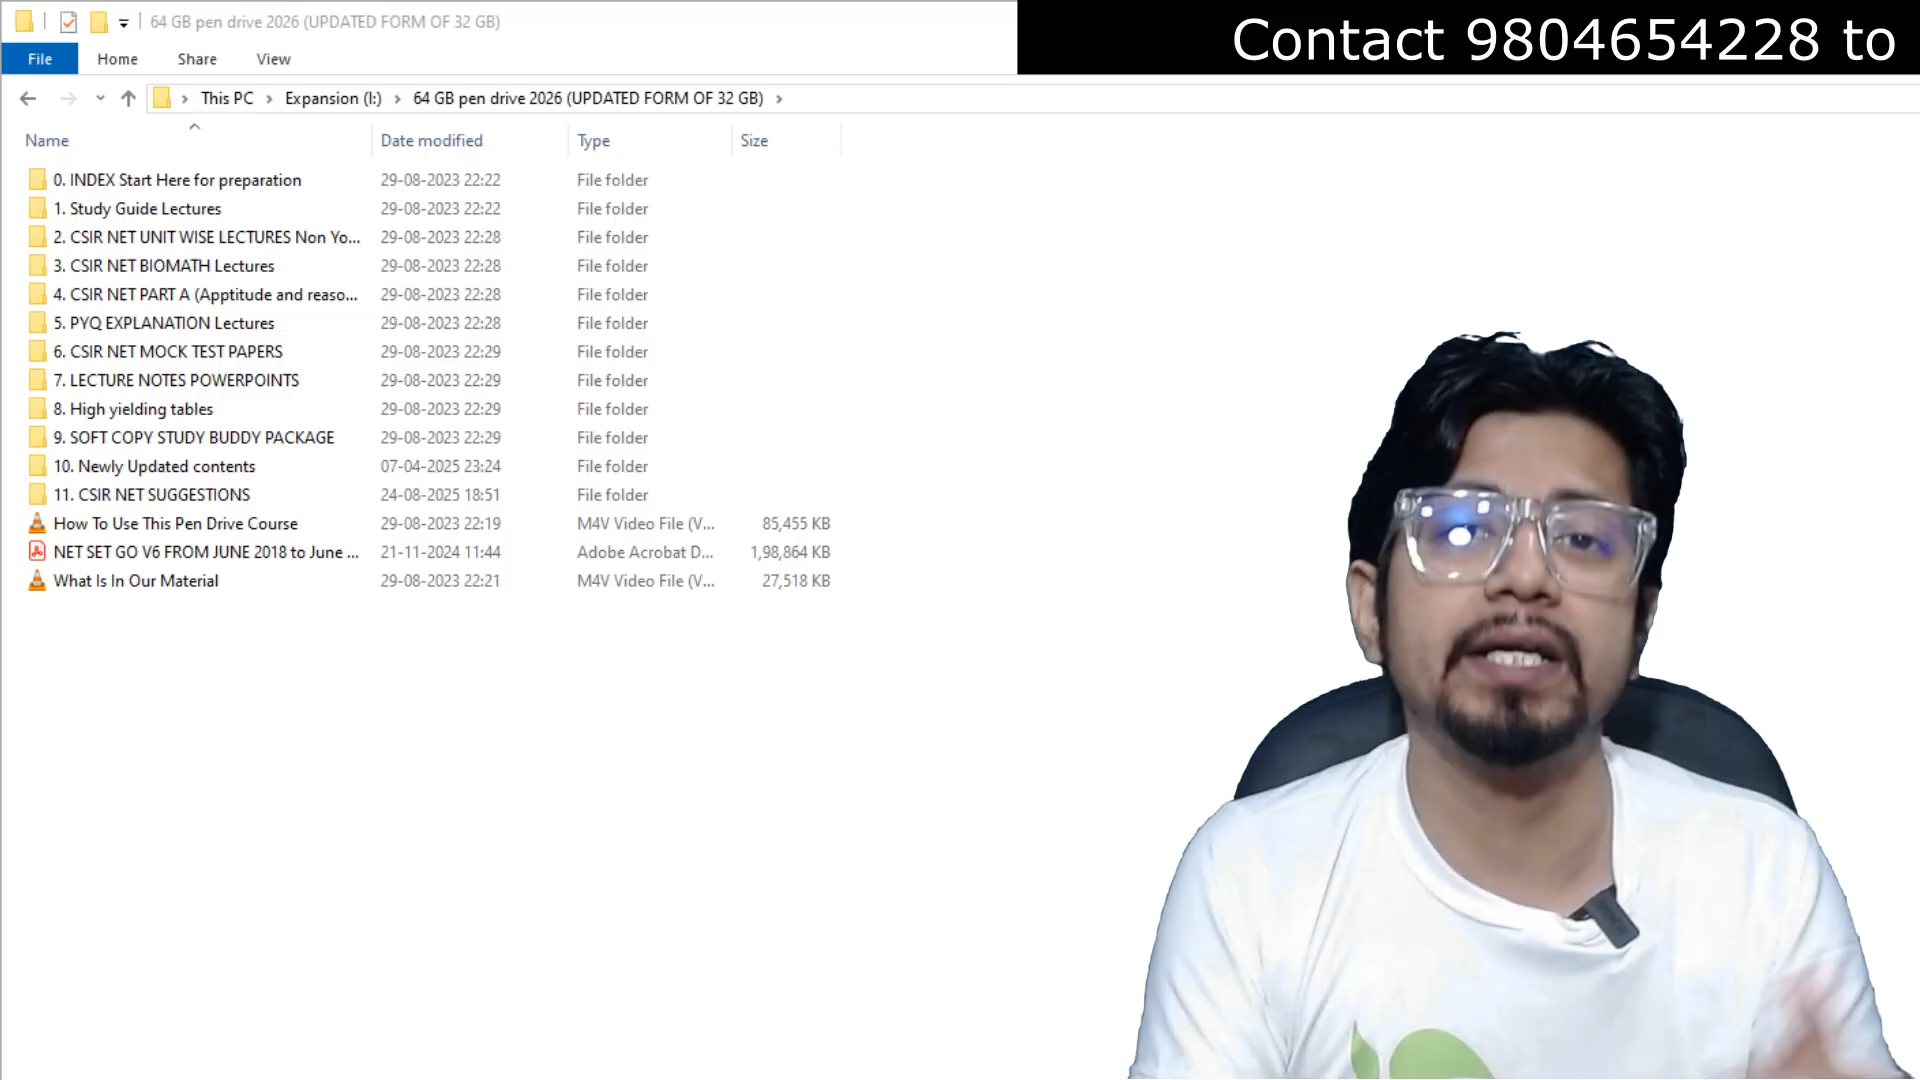 64 GB pen drive 2026 (UPDATED FORM OF 32 GB)
Contact 9804654228 to
File Home Share View
This PC > Expansion (I:) > 64 GB pen drive 2026 (UPDATED FORM OF 32 GB) >
Name Date modified Type Size
0. INDEX Start Here for preparation 29-08-2023 22:22 File folder
1. Study Guide Lectures 29-08-2023 22:22 File folder
2. CSIR NET UNIT WISE LECTURES Non Yo... 29-08-2023 22:28 File folder
3. CSIR NET BIOMATH Lectures 29-08-2023 22:28 File folder
4. CSIR NET PART A (Apptitude and reaso... 29-08-2023 22:28 File folder
5. PYQ EXPLANATION Lectures 29-08-2023 22:28 File folder
6. CSIR NET MOCK TEST PAPERS 29-08-2023 22:29 File folder
7. LECTURE NOTES POWERPOINTS 29-08-2023 22:29 File folder
8. High yielding tables 29-08-2023 22:29 File folder
9. SOFT COPY STUDY BUDDY PACKAGE 29-08-2023 22:29 File folder
10. Newly Updated contents 07-04-2025 23:24 File folder
11. CSIR NET SUGGESTIONS 24-08-2025 18:51 File folder
How To Use This Pen Drive Course 29-08-2023 22:19 M4V Video File (V... 85,455 KB
NET SET GO V6 FROM JUNE 2018 to June ... 21-11-2024 11:44 Adobe Acrobat D... 1,98,864 KB
What Is In Our Material 29-08-2023 22:21 M4V Video File (V... 27,518 KB